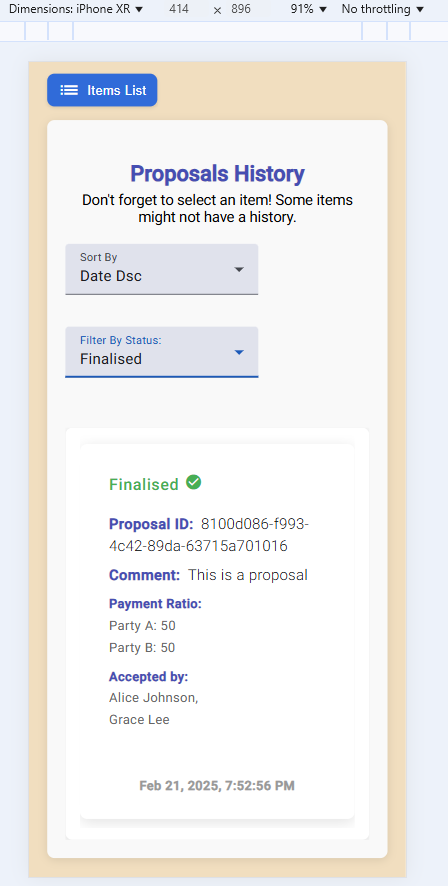 Dimensions: iPhone XR 414 × 896 91% No throttling
Items List
Proposals History
Don't forget to select an item! Some items
might not have a history.
Sort By
Date Dsc
Filter By Status:
Finalised
Finalised
Proposal ID: 8100d086-f993-
4c42-89da-63715a701016
Comment: This is a proposal
Payment Ratio:
Party A: 50
Party B: 50
Accepted by:
Alice Johnson,
Grace Lee
Feb 21, 2025, 7:52:56 PM